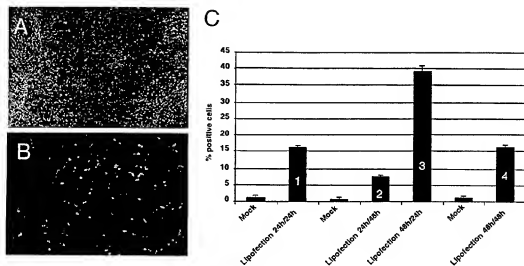 A
B
C
% positive cells
45
40
35
30
25
20
15
10
5
0
1
2
3
4
Mock
Lipofection 24h/24h
Mock
Lipofection 24h/48h
Lipofection 48h/24h
Mock
Lipofection 48h/48h